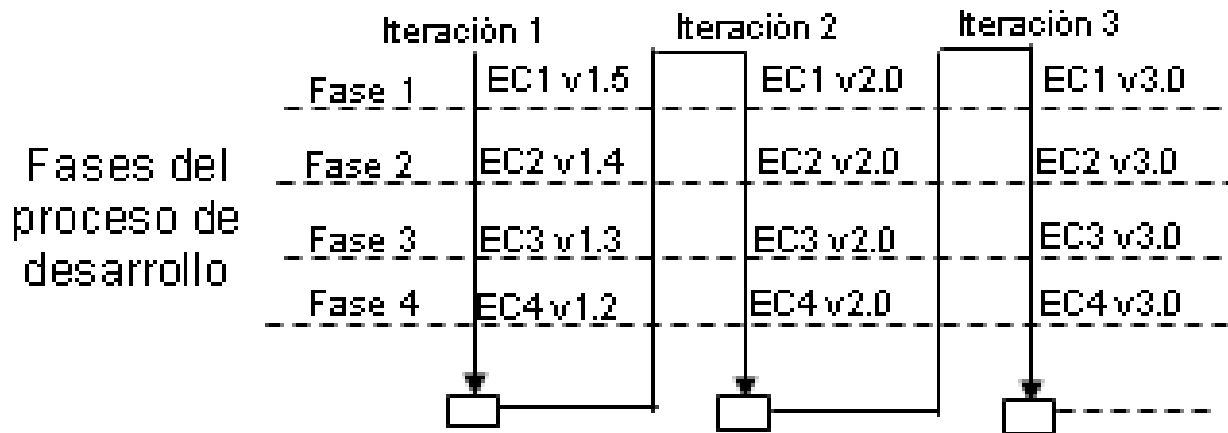 Iteración 1 Iteración 2 Iteración 3
Fase 1 EC1 v1.5 EC1 v2.0 EC1 v3.0
Fase 2 EC2 v1.4 EC2 v2.0 EC2 v3.0
Fases del
proceso de
desarrollo
Fase 3 EC3 v1.3 EC3 v2.0 EC3 v3.0
Fase 4 EC4 v1.2 EC4 v2.0 EC4 v3.0